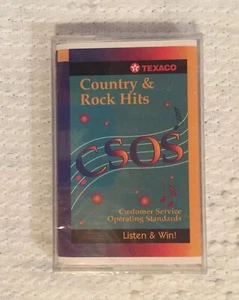 TEXACO
Country &
Rock Hits
CSOS
Customer Service
Operating Standards
Listen & Win!